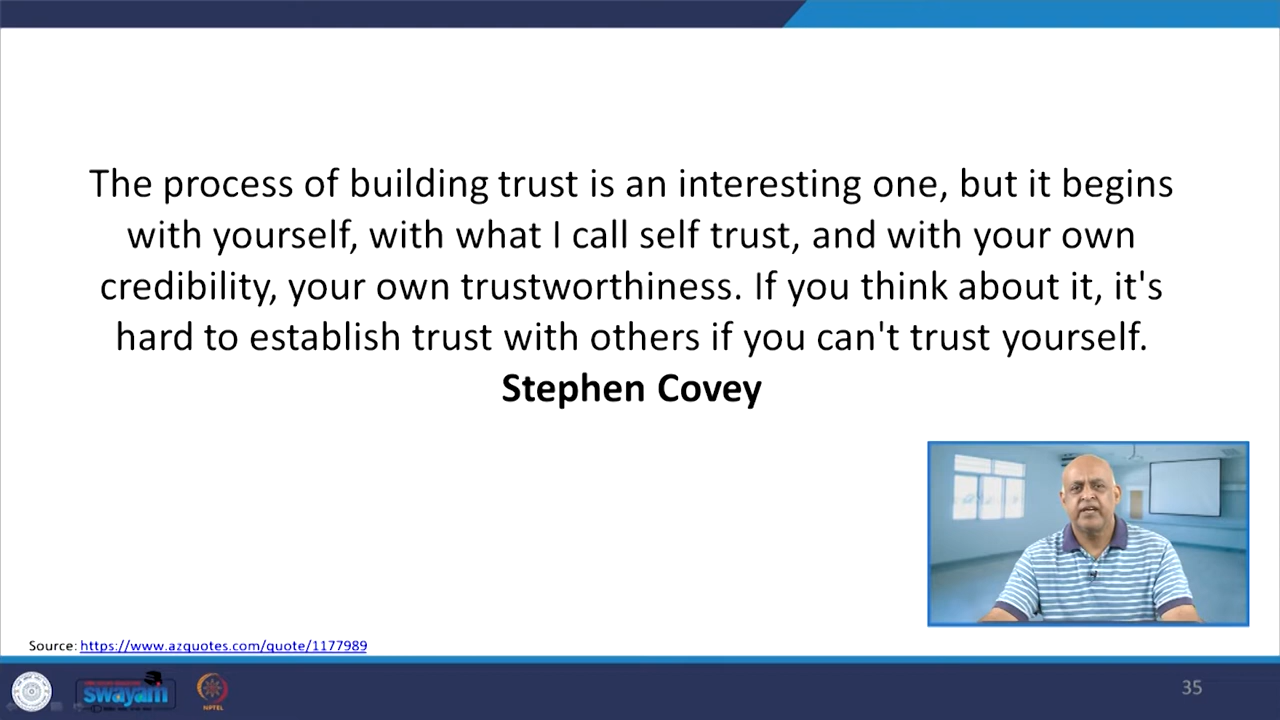 The process of building trust is an interesting one, but it begins
with yourself, with what I call self trust, and with your own
credibility, your own trustworthiness. If you think about it, it's
hard to establish trust with others if you can't trust yourself.
Stephen Covey
Source: https://www.azquotes.com/quote/1177989
swayam
NPTEL
35